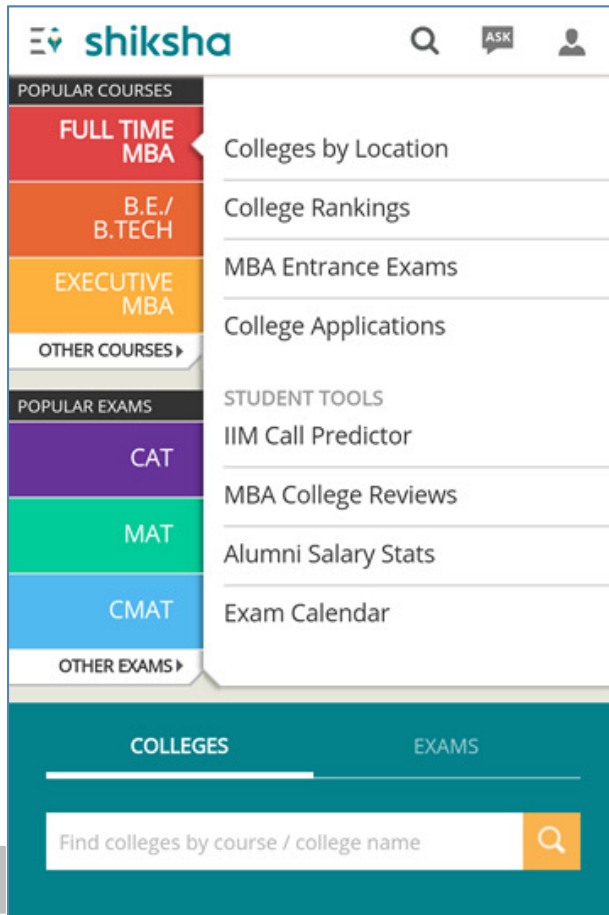 shiksha
ASK
POPULAR COURSES
FULL TIME
MBA
B.E./
B.TECH
EXECUTIVE
MBA
OTHER COURSES
Colleges by Location
College Rankings
MBA Entrance Exams
College Applications
POPULAR EXAMS
CAT
MAT
CMAT
OTHER EXAMS
STUDENT TOOLS
IIM Call Predictor
MBA College Reviews
Alumni Salary Stats
Exam Calendar
COLLEGES
EXAMS
Find colleges by course / college name